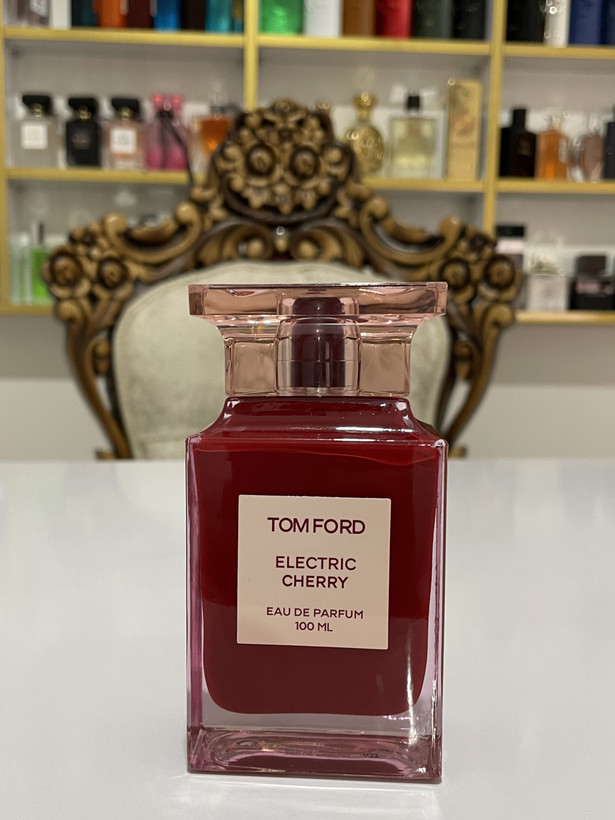 TOM FORD
ELECTRIC
CHERRY
EAU DE PARFUM
100 ML